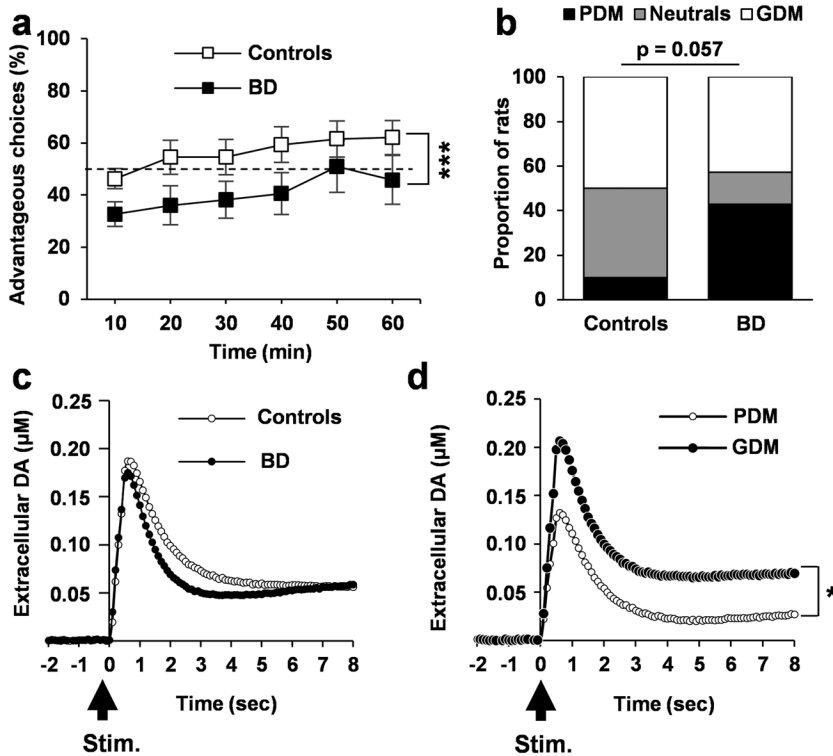 a
Advantageous choices (%)
100
80
60
40
20
0
Controls
BD
***
10 20 30 40 50 60
Time (min)
b
PDM Neutrals GDM
p = 0.057
Proportion of rats
100
80
60
40
20
0
Controls BD
c
Extracellular DA (µM)
0.25
0.20
0.15
0.10
0.05
Controls
BD
-2 -1 0 1 2 3 4 5 6 7 8
Time (sec)
Stim.
d
Extracellular DA (µM)
0.25
0.20
0.15
0.10
0.05
PDM
GDM
*
-2 -1 0 1 2 3 4 5 6 7 8
Time (sec)
Stim.